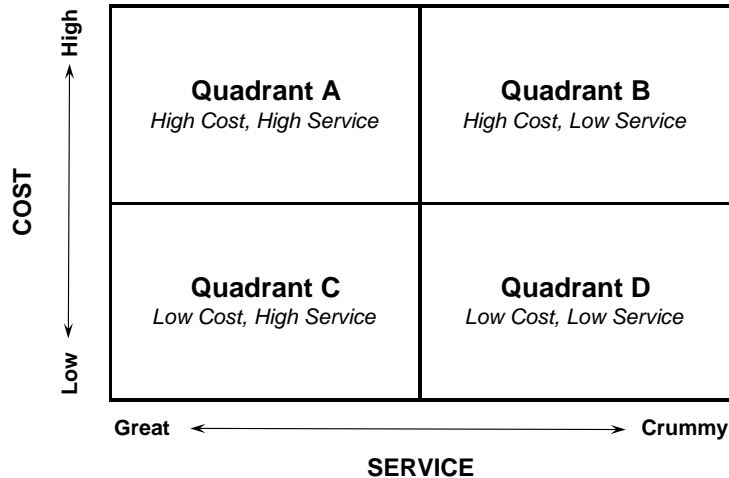 High
Quadrant A
High Cost, High Service
Quadrant B
High Cost, Low Service
COST
Quadrant C
Low Cost, High Service
Quadrant D
Low Cost, Low Service
Low
Great
Crummy
SERVICE